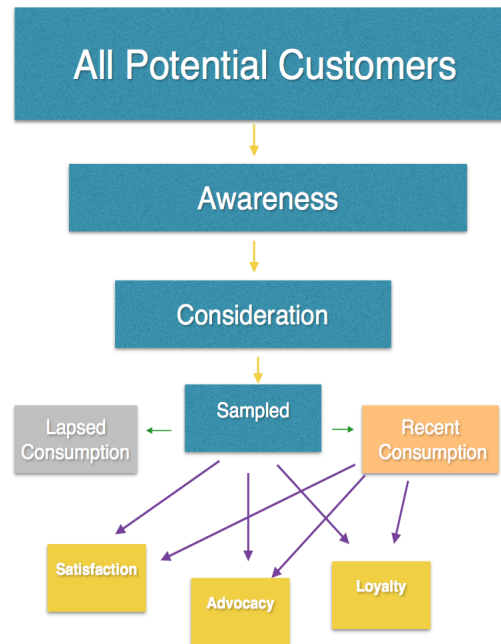 All Potential Customers
Awareness
Consideration
Sampled
Lapsed
Consumption
Recent
Consumption
Satisfaction
Advocacy
Loyalty